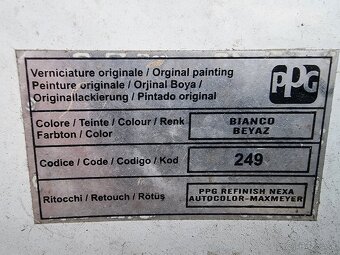 Verniciature originale / Orginal painting
Peinture originale / Orjinal Boya /
Originallackierung / Pintado original
PPG
Colore / Teinte / Colour / Renk
Farbton / Color
BIANCO
BEYAZ
Codice / Code / Codigo / Kod
249
Ritocchi / Retouch / Rötuş
PPG REFINISH NEXA
AUTOCOLOR-MAXMEYER